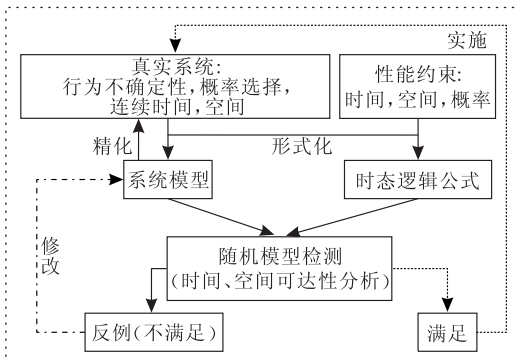 实施
真实系统:
行为不确定性,概率选择,
连续时间,空间
性能约束:
时间,空间,概率
精化
形式化
系统模型
时态逻辑公式
修改
随机模型检测
(时间、空间可达性分析)
反例(不满足)
满足